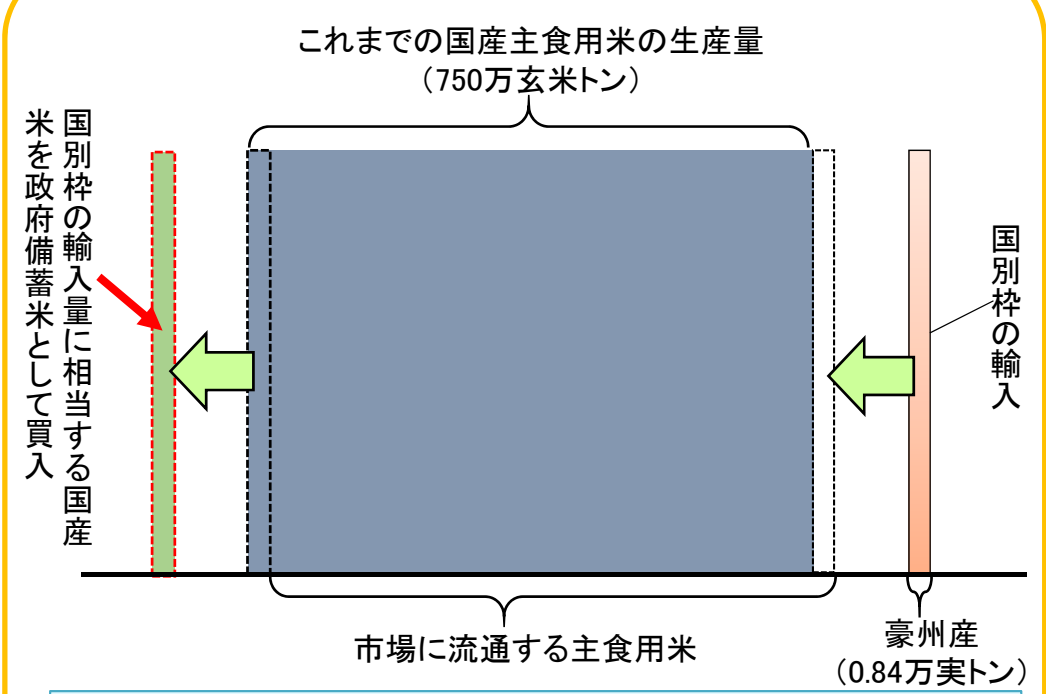 これまでの国産主食用米の生産量
（750万玄米トン）
国別枠の輸入量に相当する国産
米を政府備蓄米として買入
国別枠の輸入
市場に流通する主食用米
豪州産
（0.84万実トン）